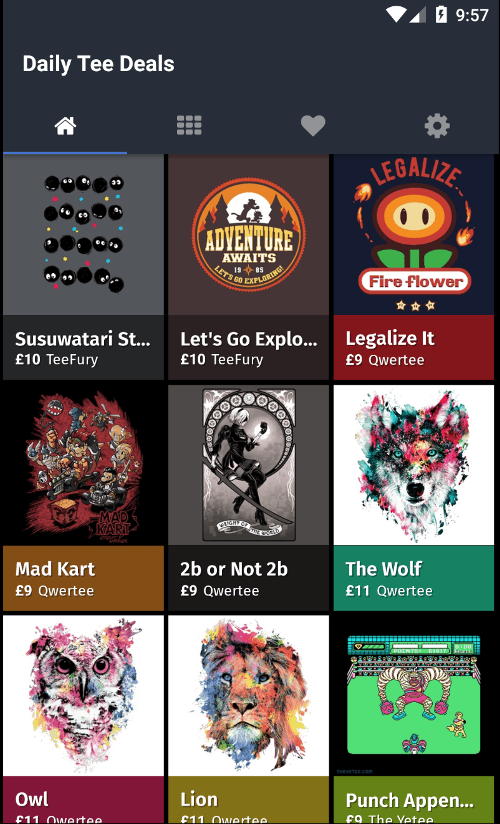 9:57
Daily Tee Deals
ADVENTURE
AWAITS
19 85
LET'S GO EXPLORING!
LEGALIZE
Fire flower
Susuwatari St...
£10 TeeFury
Let's Go Explo...
£10 TeeFury
Legalize It
£9 Qwertee
MAD
KART
WEIGHT OF THE WORLD
Mad Kart
£9 Qwertee
2b or Not 2b
£9 Qwertee
The Wolf
£11 Qwertee
THEYETEE.COM
Owl
£11 Qwertee
Lion
£11 Qwertee
Punch Appen...
£9 The Yetee